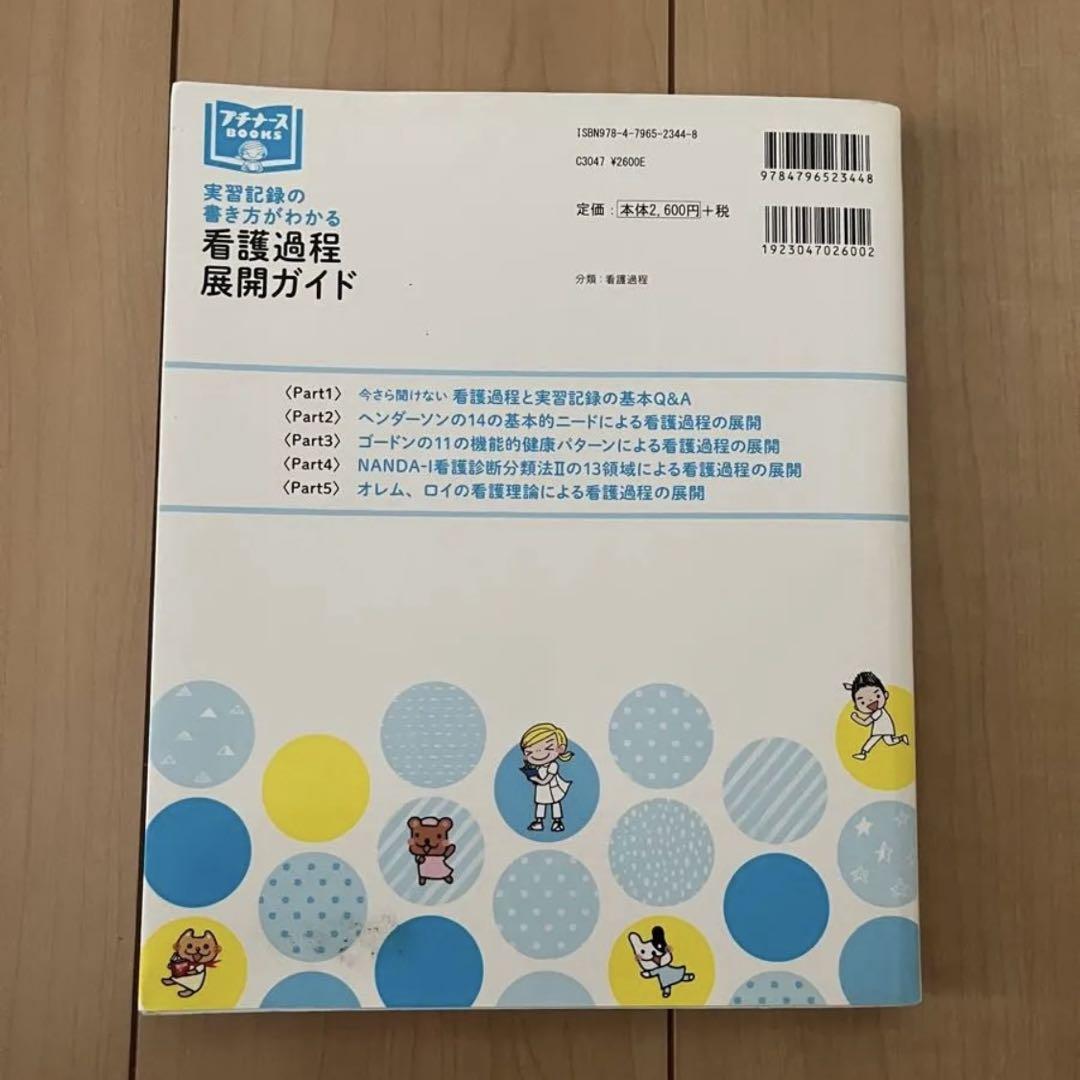 プチナース
BOOKS
実習記録の
書き方がわかる
看護過程
展開ガイド
ISBN978-4-7965-2344-8
C3047 ¥2600E
定価：本体2,600円＋税
分類：看護過程
9784796523448
1923047026002
〈Part1〉 今さら聞けない 看護過程と実習記録の基本Q&A
〈Part2〉 ヘンダーソンの14の基本的ニードによる看護過程の展開
〈Part3〉 ゴードンの11の機能的健康パターンによる看護過程の展開
〈Part4〉 NANDA-I看護診断分類法Ⅱの13領域による看護過程の展開
〈Part5〉 オレム、ロイの看護理論による看護過程の展開